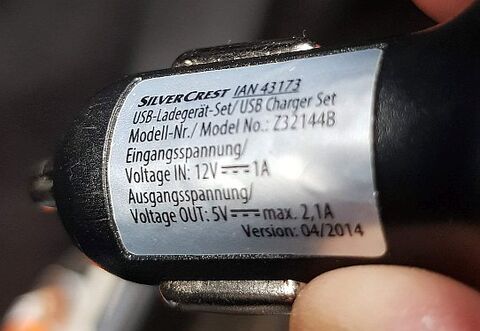 SILVERCREST IAN 43173
USB-Ladegerät-Set/ USB Charger Set
Modell-Nr./ Model No.: Z32144B
Eingangsspannung/
Voltage IN: 12V⎓1A
Ausgangsspannung/
Voltage OUT: 5V⎓max. 2,1A
Version: 04/2014